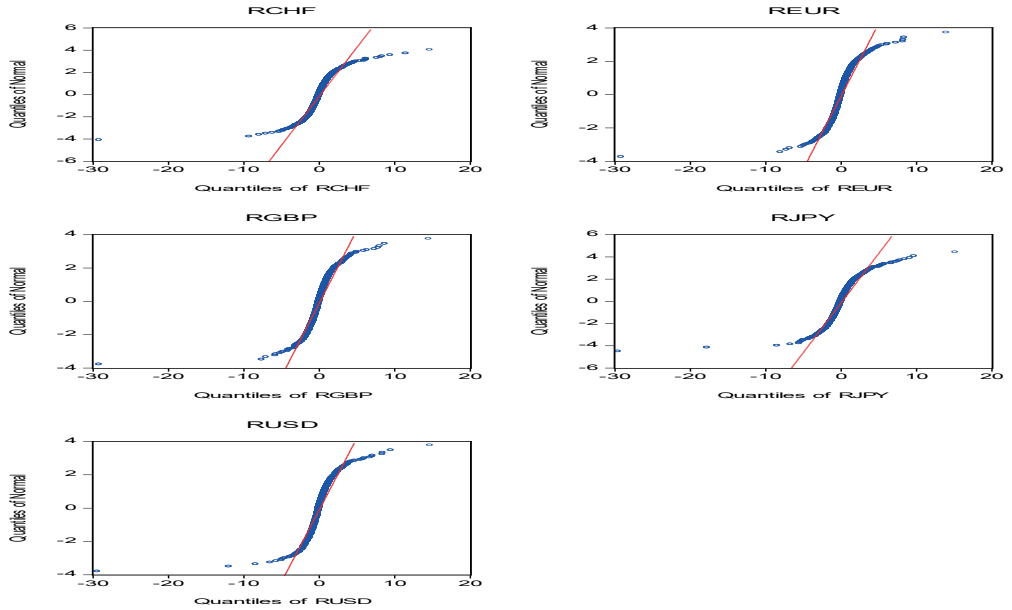 RCHF
6
4
2
0
-2
-4
-6
-30 -20 -10 0 10 20
Quantiles of Normal
Quantiles of RCHF
REUR
4
2
0
-2
-4
-30 -20 -10 0 10 20
Quantiles of Normal
Quantiles of REUR
RGBP
4
2
0
-2
-4
-30 -20 -10 0 10 20
Quantiles of Normal
Quantiles of RGBP
RJPY
6
4
2
0
-2
-4
-6
-30 -20 -10 0 10 20
Quantiles of Normal
Quantiles of RJPY
RUSD
4
2
0
-2
-4
-30 -20 -10 0 10 20
Quantiles of Normal
Quantiles of RUSD